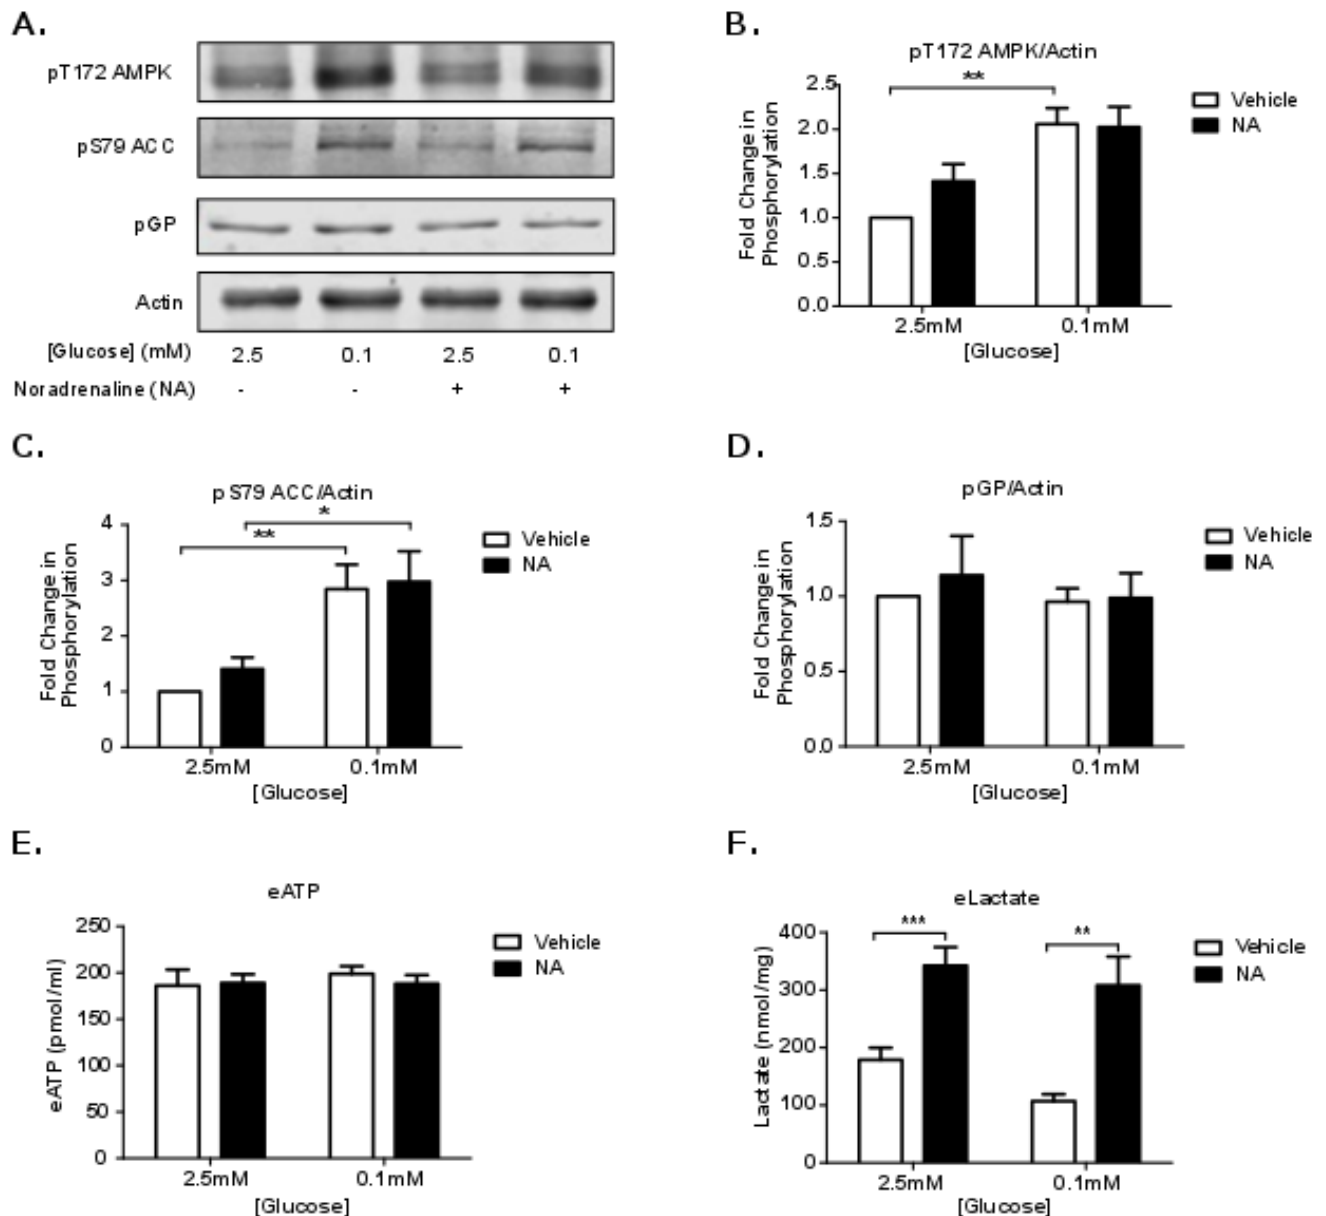 A.
pT172 AMPK
pS79 ACC
pGP
Actin
[Glucose] (mM) 2.5 0.1 2.5 0.1
Noradrenaline (NA) - - + +
B.
pT172 AMPK/Actin
**
Fold Change in
Phosphorylation
2.5
2.0
1.5
1.0
0.5
0.0
2.5mM 0.1mM
[Glucose]
Vehicle
NA
C.
pS79 ACC/Actin
*
**
Fold Change in
Phosphorylation
4
3
2
1
0
2.5mM 0.1mM
[Glucose]
Vehicle
NA
D.
pGP/Actin
Fold Change in
Phosphorylation
1.5
1.0
0.5
0.0
2.5mM 0.1mM
[Glucose]
Vehicle
NA
E.
eATP
eATP (pmol/ml)
250
200
150
100
50
0
2.5mM 0.1mM
[Glucose]
Vehicle
NA
F.
eLactate
*** **
Lactate (nmol/mg)
400
300
200
100
0
2.5mM 0.1mM
[Glucose]
Vehicle
NA